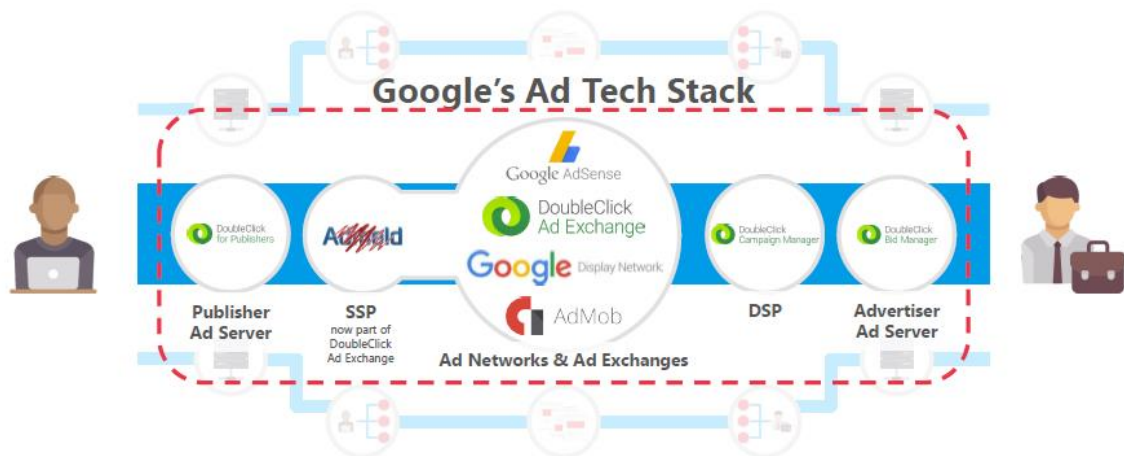 Google's Ad Tech Stack
Google AdSense
DoubleClick
Ad Exchange
Google Display Network
AdMob
DoubleClick
for Publishers
AdMeld
DoubleClick
Campaign Manager
DoubleClick
Bid Manager
Publisher
Ad Server
SSP
now part of
DoubleClick
Ad Exchange
Ad Networks & Ad Exchanges
DSP
Advertiser
Ad Server